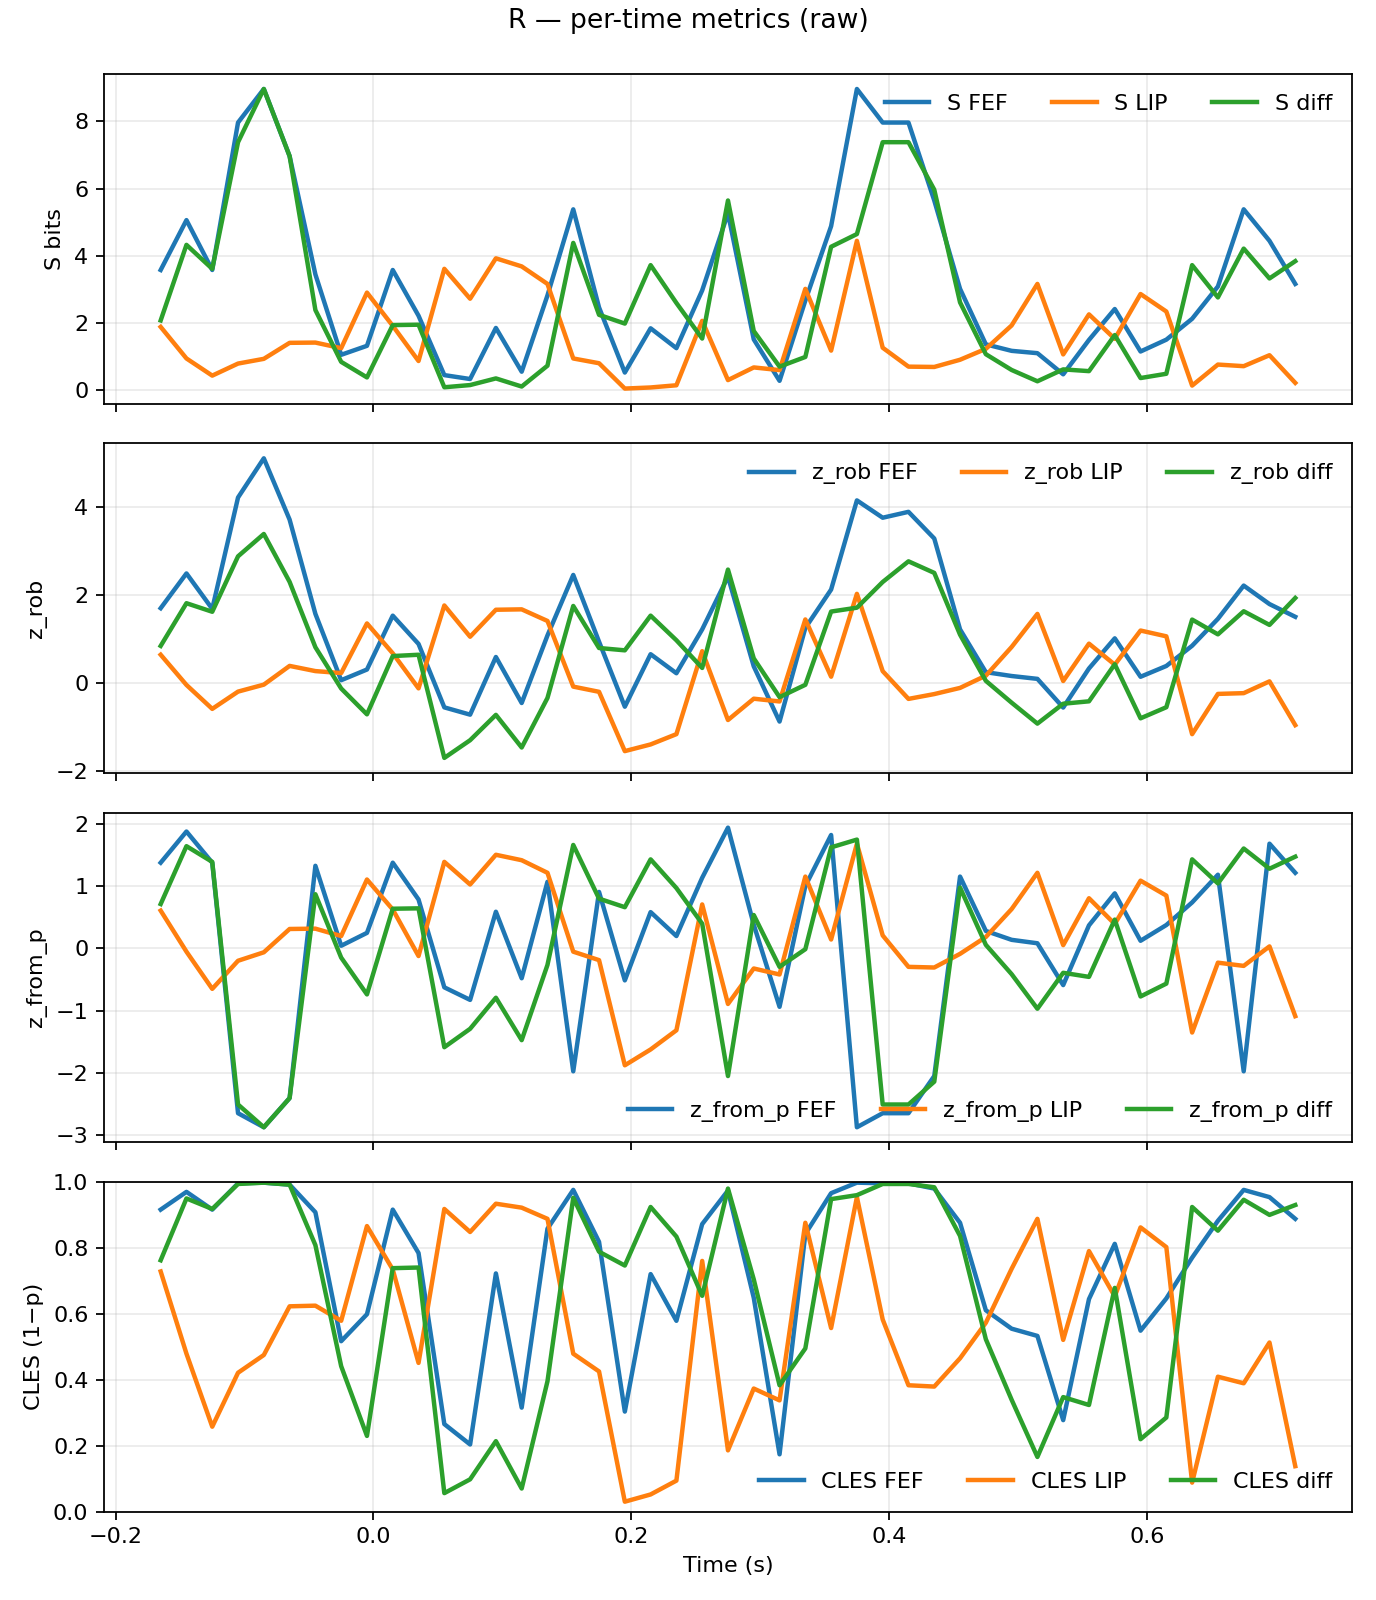 R — per-time metrics (raw)
S FEF S LIP S diff
8
6
4
2
0
S bits
z_rob FEF z_rob LIP z_rob diff
4
2
0
−2
z_rob
2
1
0
−1
−2
−3
z_from_p
z_from_p FEF z_from_p LIP z_from_p diff
1.0
0.8
0.6
0.4
0.2
0.0
CLES (1−p)
CLES FEF CLES LIP CLES diff
−0.2 0.0 0.2 0.4 0.6
Time (s)